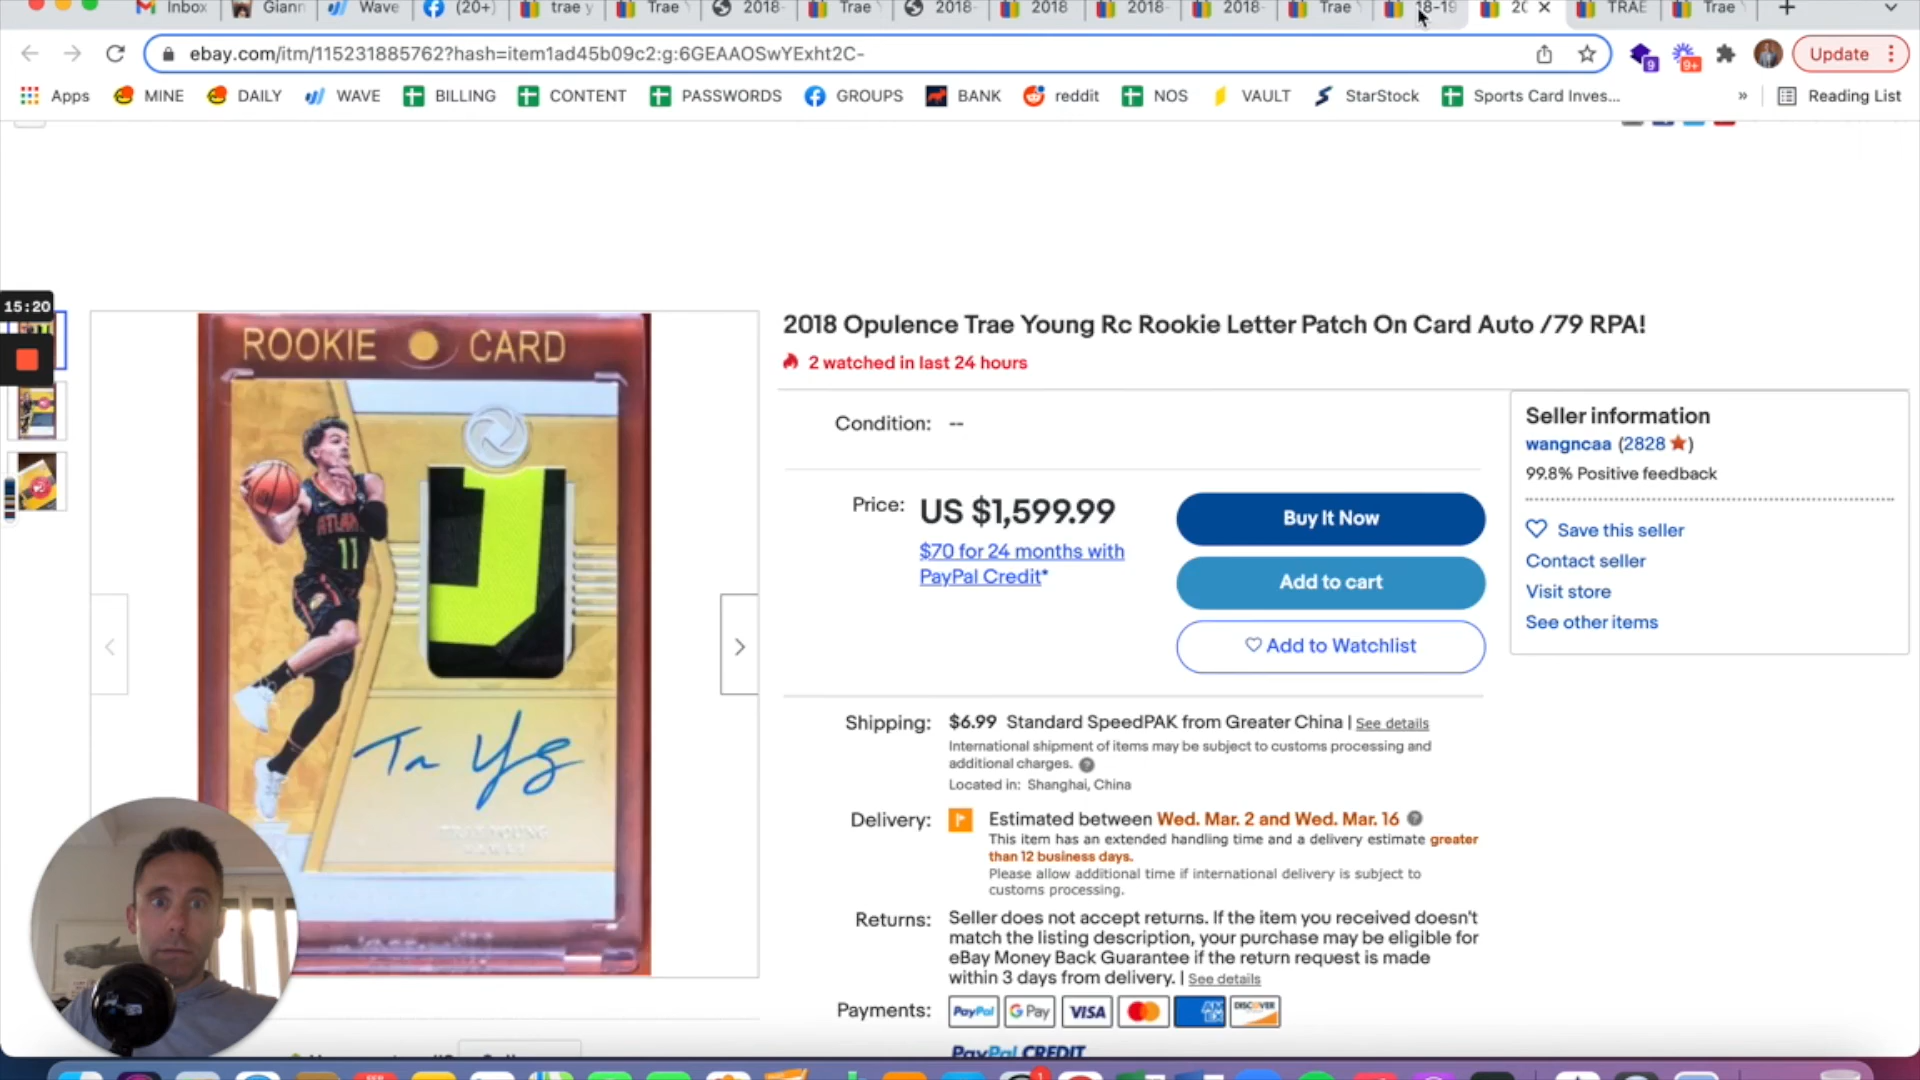 Inbox
Giann
Wave
(20+)
trae y
Trae
2018-
Trae
2018-
2018
2018-
2018-
Trae
18-19
20
TRAE
Trae
ebay.com/itm/115231885762?hash=item1ad45b09c2:g:6GEAAOSwYExht2C-
9
9+
Update
Apps
MINE
DAILY
WAVE
BILLING
CONTENT
PASSWORDS
GROUPS
BANK
reddit
NOS
VAULT
StarStock
Sports Card Inves...
»
Reading List
15:20
ROOKIE CARD
ATLANTA
11
TRAE YOUNG
2018 Opulence Trae Young Rc Rookie Letter Patch On Card Auto /79 RPA!
2 watched in last 24 hours
Condition: --
Price: US $1,599.99
$70 for 24 months with
PayPal Credit*
Buy It Now
Add to cart
Add to Watchlist
Seller information
wangncaa (2828)
99.8% Positive feedback
Save this seller
Contact seller
Visit store
See other items
Shipping: $6.99 Standard SpeedPAK from Greater China | See details
International shipment of items may be subject to customs processing and
additional charges.
Located in: Shanghai, China
Delivery: Estimated between Wed. Mar. 2 and Wed. Mar. 16
This item has an extended handling time and a delivery estimate greater
than 12 business days.
Please allow additional time if international delivery is subject to
customs processing.
Returns: Seller does not accept returns. If the item you received doesn't
match the listing description, your purchase may be eligible for
eBay Money Back Guarantee if the return request is made
within 3 days from delivery. | See details
Payments: PayPal G Pay VISA AMEX DISCOVER
PayPal CREDIT